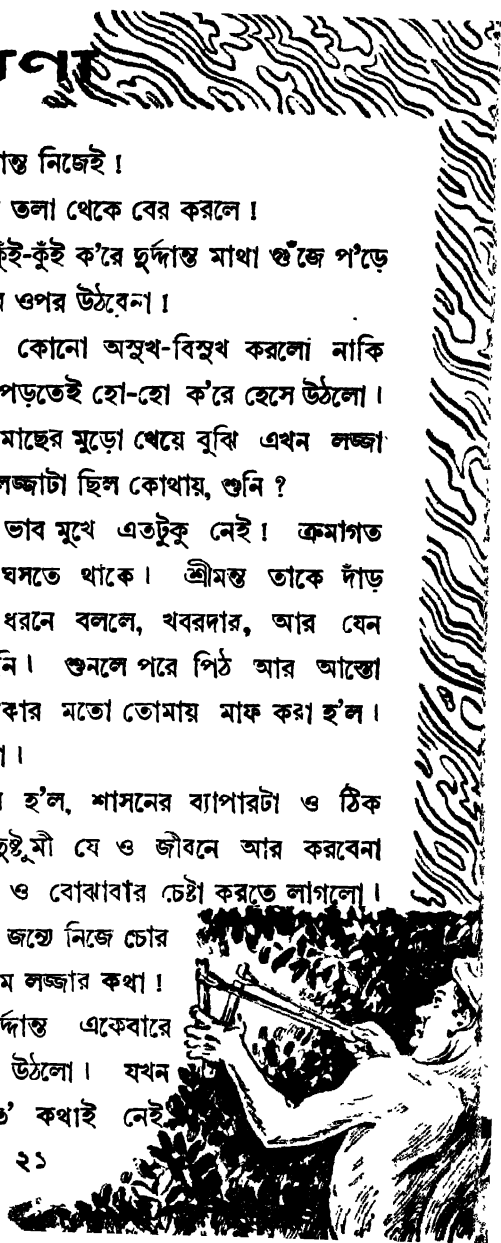 রণ্য
ান্ত নিজেই !
তলা থেকে বের করলে !
কুঁই-কুঁই ক’রে দুর্দ্দান্ত মাথা গুঁজে প’ড়ে
র ওপর উঠবেনা !
কোনো অসুখ-বিসুখ করলো নাকি
পড়তেই হো-হো ক’রে হেসে উঠলো ।
মাছের মুড়ো খেয়ে বুঝি এখন লজ্জা
লজ্জাটা ছিল কোথায়, শুনি ?
ভাব মুখে এতটুকু নেই ! ক্রমাগত
ঘসতে থাকে । শ্রীমন্ত তাকে দাঁড়
ধরনে বললে, খবরদার, আর যেন
নি । শুনলে পরে পিঠ আর আস্তো
কার মতো তোমায় মাফ করা হ’ল ।
া ।
হ’ল, শাসনের ব্যাপারটা ও ঠিক
দুষ্টুমী যে ও জীবনে আর করবেনা
ও বোঝাবার চেষ্টা করতে লাগলো ।
জন্যে নিজে চোর
ম লজ্জার কথা !
র্দ্দান্ত একেবারে
উঠলো । যখন
ত’ কথাই নেই
২১